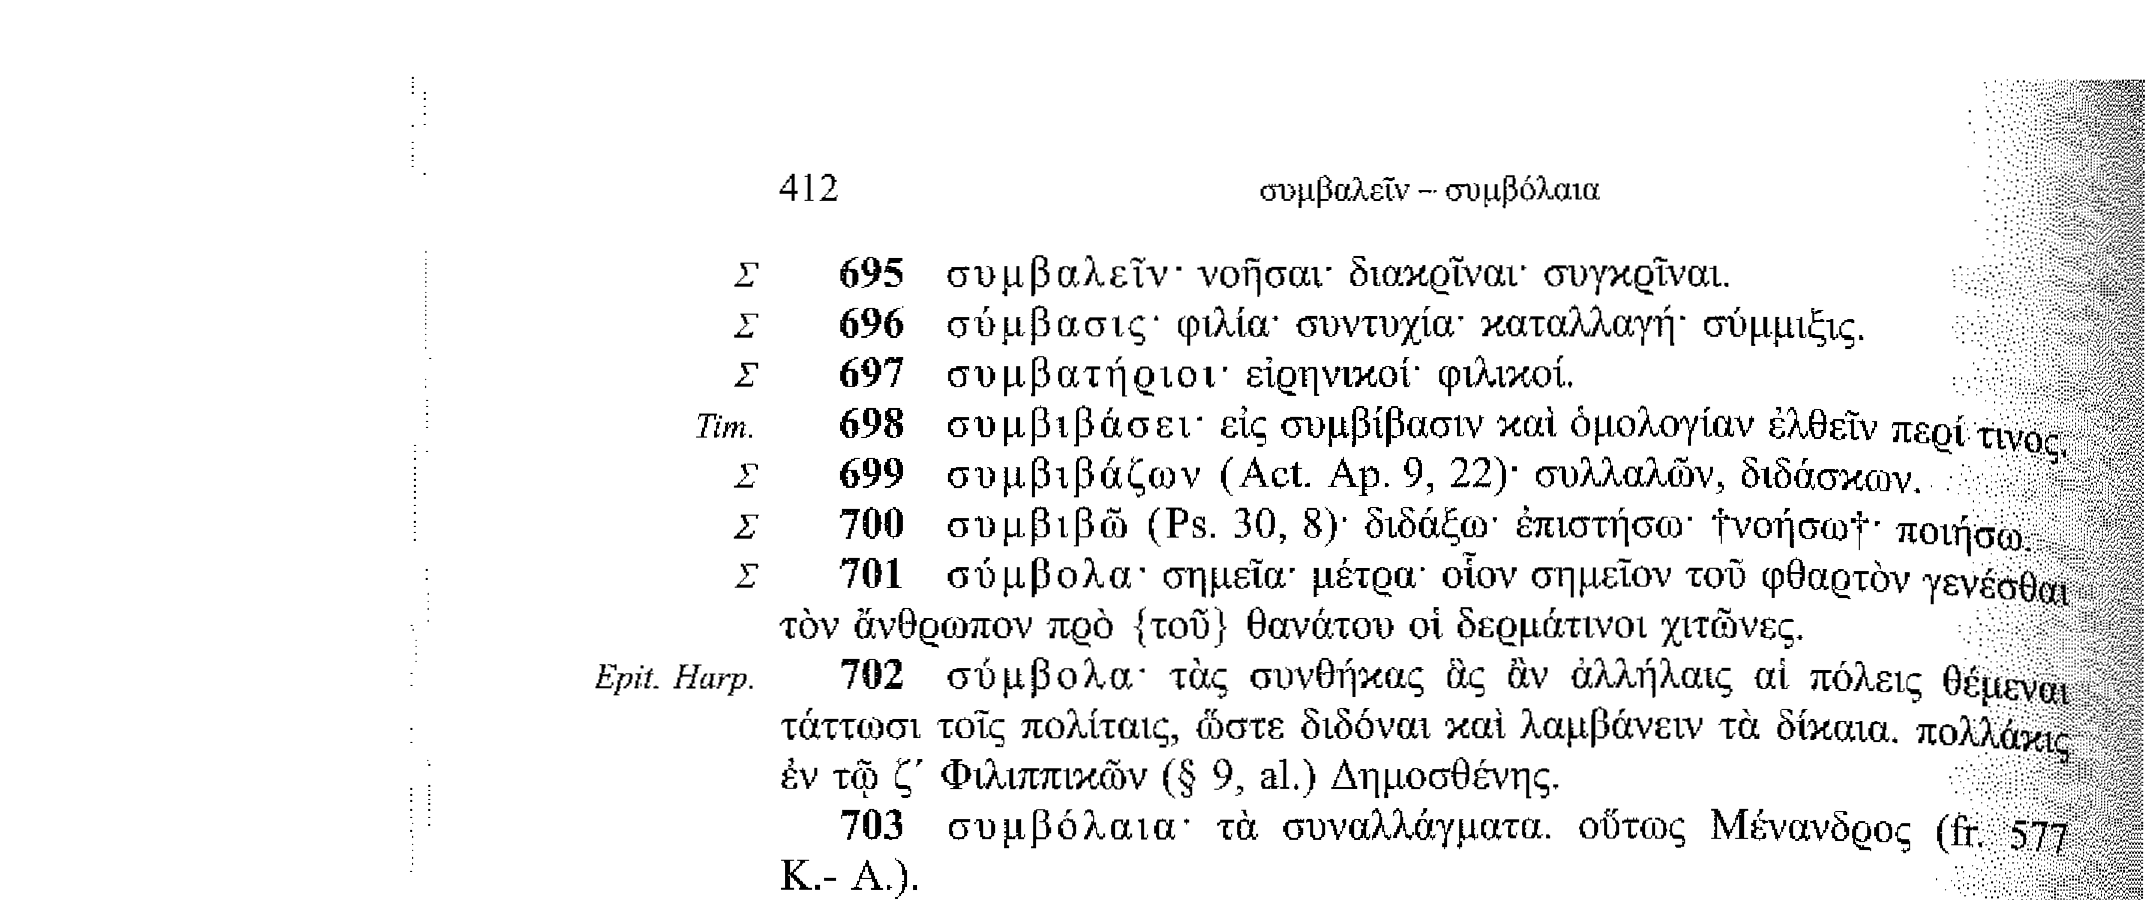 412 συμβαλεῖν – συμβόλαια
Σ 695 συμβαλεῖν· νοῆσαι· διακρῖναι· συγκρῖναι.
Σ 696 σύμβασις· φιλία· συντυχία· καταλλαγή· σύμμιξις.
Σ 697 συμβατήριοι· εἰρηνικοί· φιλικοί.
Tim. 698 συμβιβάσει· εἰς συμβίβασιν καὶ ὁμολογίαν ἐλθεῖν περί τινος.
Σ 699 συμβιβάζων (Act. Ap. 9, 22)· συλλαλῶν, διδάσκων.
Σ 700 συμβιβῶ (Ps. 30, 8)· διδάξω· ἐπιστήσω· †νοήσω†· ποιήσω.
Σ 701 σύμβολα· σημεῖα· μέτρα· οἷον σημεῖον τοῦ φθαρτὸν γενέσθαι
τὸν ἄνθρωπον πρὸ {τοῦ} θανάτου οἱ δερμάτινοι χιτῶνες.
Epit. Harp. 702 σύμβολα· τὰς συνθήκας ἃς ἂν ἀλλήλαις αἱ πόλεις θέμεναι
τάττωσι τοῖς πολίταις, ὥστε διδόναι καὶ λαμβάνειν τὰ δίκαια. πολλάκις
ἐν τῷ ζ´ Φιλιππικῶν (§ 9, al.) Δημοσθένης.
703 συμβόλαια· τὰ συναλλάγματα. οὕτως Μένανδρος (fr. 577
K.- A.).